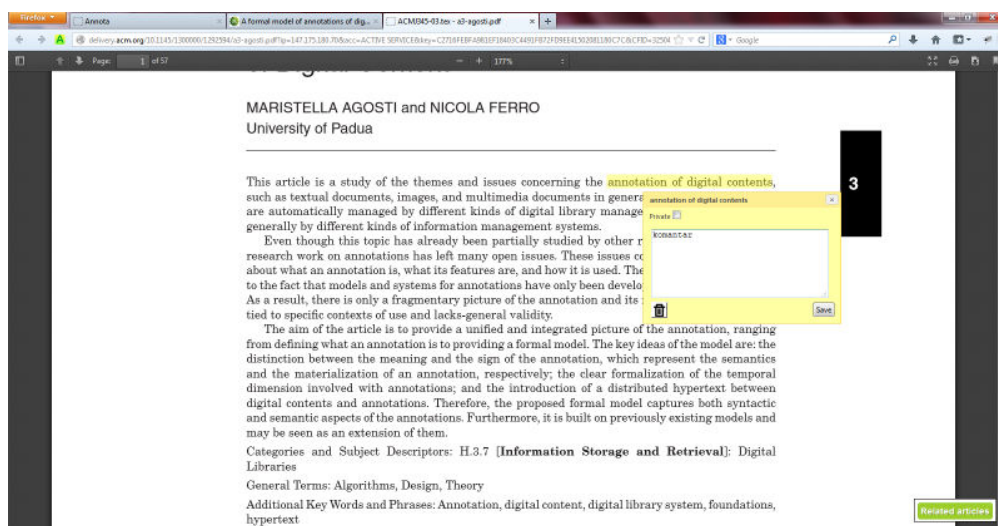 Firefox
Annota
A formal model of annotations of dig...
ACMJ345-03.tex - a3-agosti.pdf
Google
Page: 1 of 57
177%
MARISTELLA AGOSTI and NICOLA FERRO
University of Padua
3
This article is a study of the themes and issues concerning the annotation of digital contents,
such as textual documents, images, and multimedia documents in genera
are automatically managed by different kinds of digital library manage
generally by different kinds of information management systems.
Even though this topic has already been partially studied by other r
research work on annotations has left many open issues. These issues co
about what an annotation is, what its features are, and how it is used. The
to the fact that models and systems for annotations have only been develo
As a result, there is only a fragmentary picture of the annotation and its
tied to specific contexts of use and lacks-general validity.
annotation of digital contents
Private
komantar
Save
The aim of the article is to provide a unified and integrated picture of the annotation, ranging
from defining what an annotation is to providing a formal model. The key ideas of the model are: the
distinction between the meaning and the sign of the annotation, which represent the semantics
and the materialization of an annotation, respectively; the clear formalization of the temporal
dimension involved with annotations; and the introduction of a distributed hypertext between
digital contents and annotations. Therefore, the proposed formal model captures both syntactic
and semantic aspects of the annotations. Furthermore, it is built on previously existing models and
may be seen as an extension of them.
Categories and Subject Descriptors: H.3.7 [Information Storage and Retrieval]: Digital
Libraries
General Terms: Algorithms, Design, Theory
Additional Key Words and Phrases: Annotation, digital content, digital library system, foundations,
hypertext
Related articles